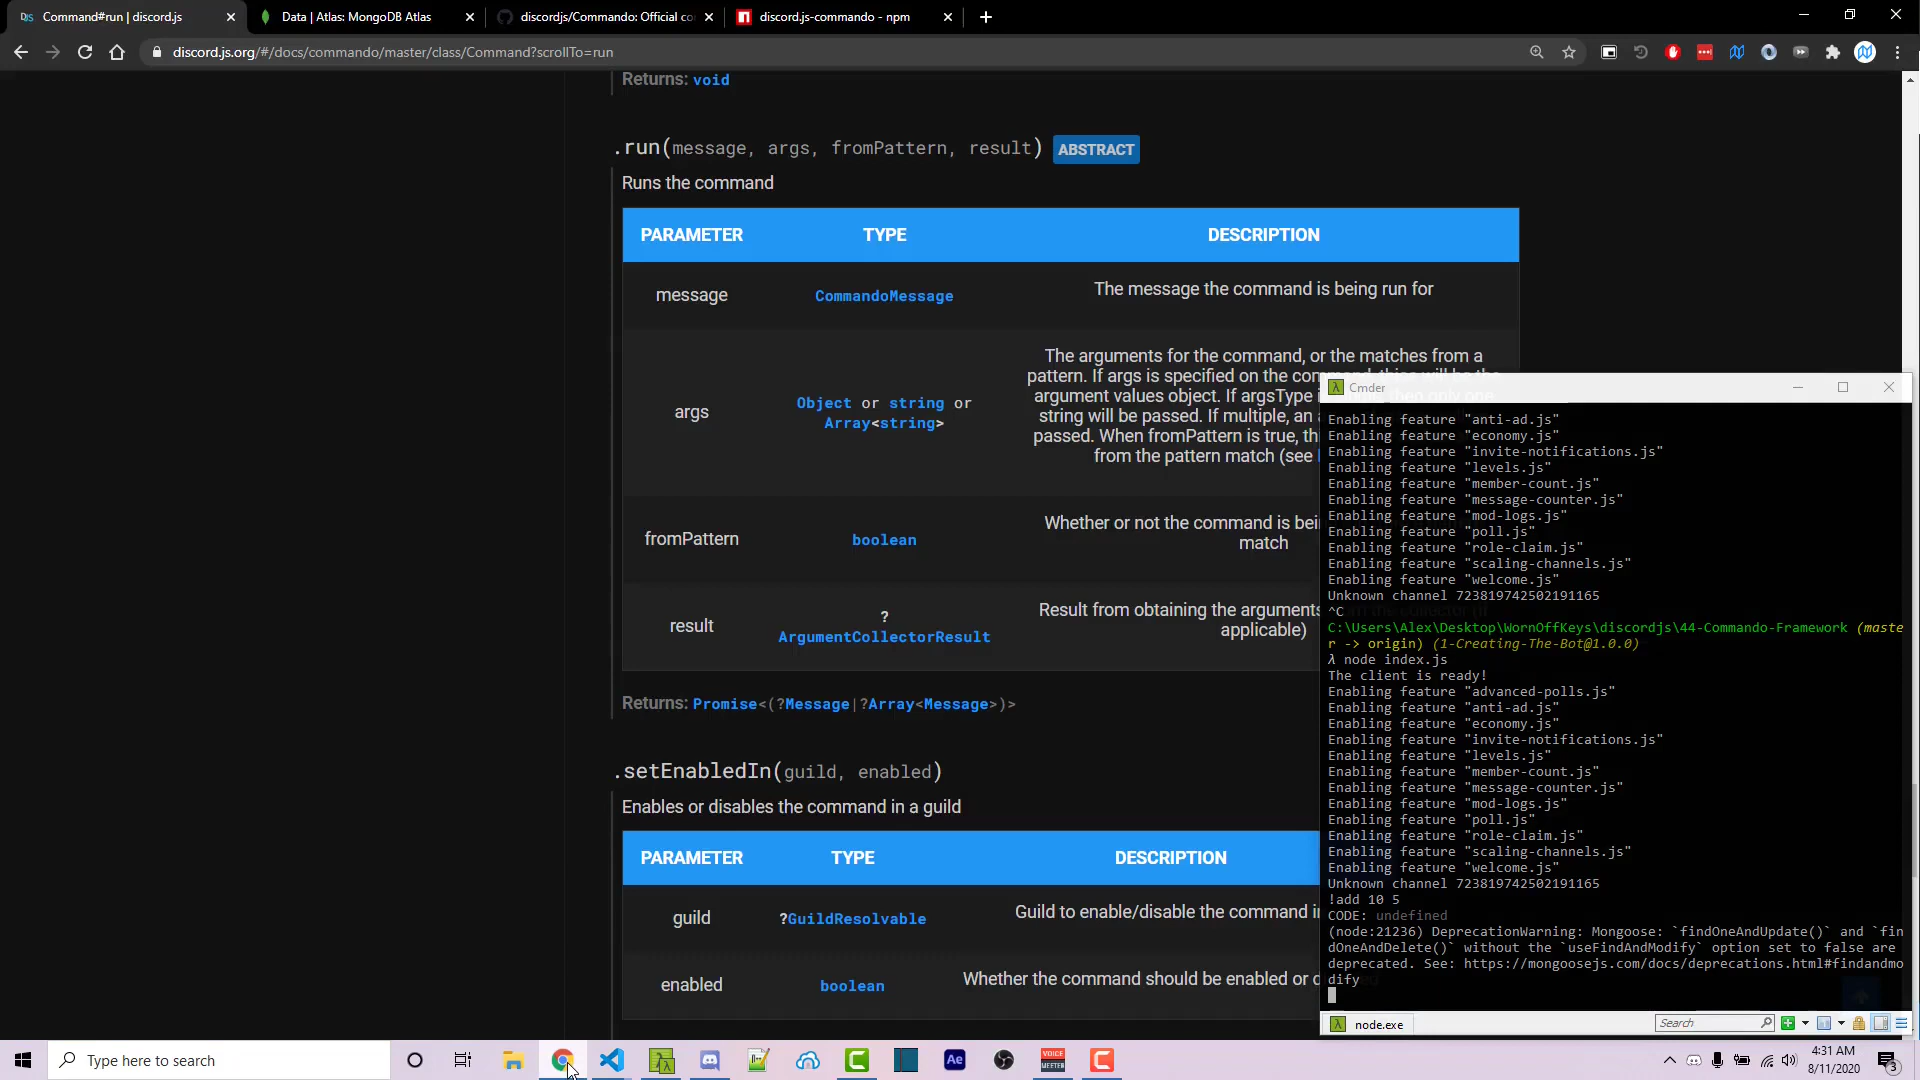 Command#run | discord.js
Data | Atlas: MongoDB Atlas
discordjs/Commando: Official co
discord.js-commando - npm
discord.js.org/#/docs/commando/master/class/Command?scrollTo=run
Returns: void
.run(message, args, fromPattern, result) ABSTRACT
Runs the command
PARAMETER TYPE DESCRIPTION
message CommandoMessage The message the command is being run for
args Object or string or Array<string>
The arguments for the command, or the matches from a
pattern. If args is specified on the
argument values object. If argsType
string will be passed. If multiple, an
passed. When fromPattern is true,
from the pattern match (see
fromPattern boolean Whether or not the command is
match
result ? ArgumentCollectorResult
Result from obtaining the arguments
applicable)
Returns: Promise<(?Message|?Array<Message>)>
.setEnabledIn(guild, enabled)
Enables or disables the command in a guild
PARAMETER TYPE DESCRIPTION
guild ?GuildResolvable Guild to enable/disable the command
enabled boolean Whether the command should be enabled or
Cmder
Enabling feature "anti-ad.js"
Enabling feature "economy.js"
Enabling feature "invite-notifications.js"
Enabling feature "levels.js"
Enabling feature "member-count.js"
Enabling feature "message-counter.js"
Enabling feature "mod-logs.js"
Enabling feature "poll.js"
Enabling feature "role-claim.js"
Enabling feature "scaling-channels.js"
Enabling feature "welcome.js"
Unknown channel 723819742502191165
^C
C:\Users\Alex\Desktop\WornOffKeys\discordjs\44-Commando-Framework (maste
r -> origin) (1-Creating-The-Bot@1.0.0)
λ node index.js
The client is ready!
Enabling feature "advanced-polls.js"
Enabling feature "anti-ad.js"
Enabling feature "economy.js"
Enabling feature "invite-notifications.js"
Enabling feature "levels.js"
Enabling feature "member-count.js"
Enabling feature "message-counter.js"
Enabling feature "mod-logs.js"
Enabling feature "poll.js"
Enabling feature "role-claim.js"
Enabling feature "scaling-channels.js"
Enabling feature "welcome.js"
Unknown channel 723819742502191165
!add 10 5
CODE: undefined
(node:21236) DeprecationWarning: Mongoose: `findOneAndUpdate()` and `fin
dOneAndDelete()` without the `useFindAndModify` option set to false are
deprecated. See: https://mongoosejs.com/docs/deprecations.html#findandmo
dify
node.exe
Search
Type here to search
Ae
VOICE
MEETER
4:31 AM
8/11/2020
3